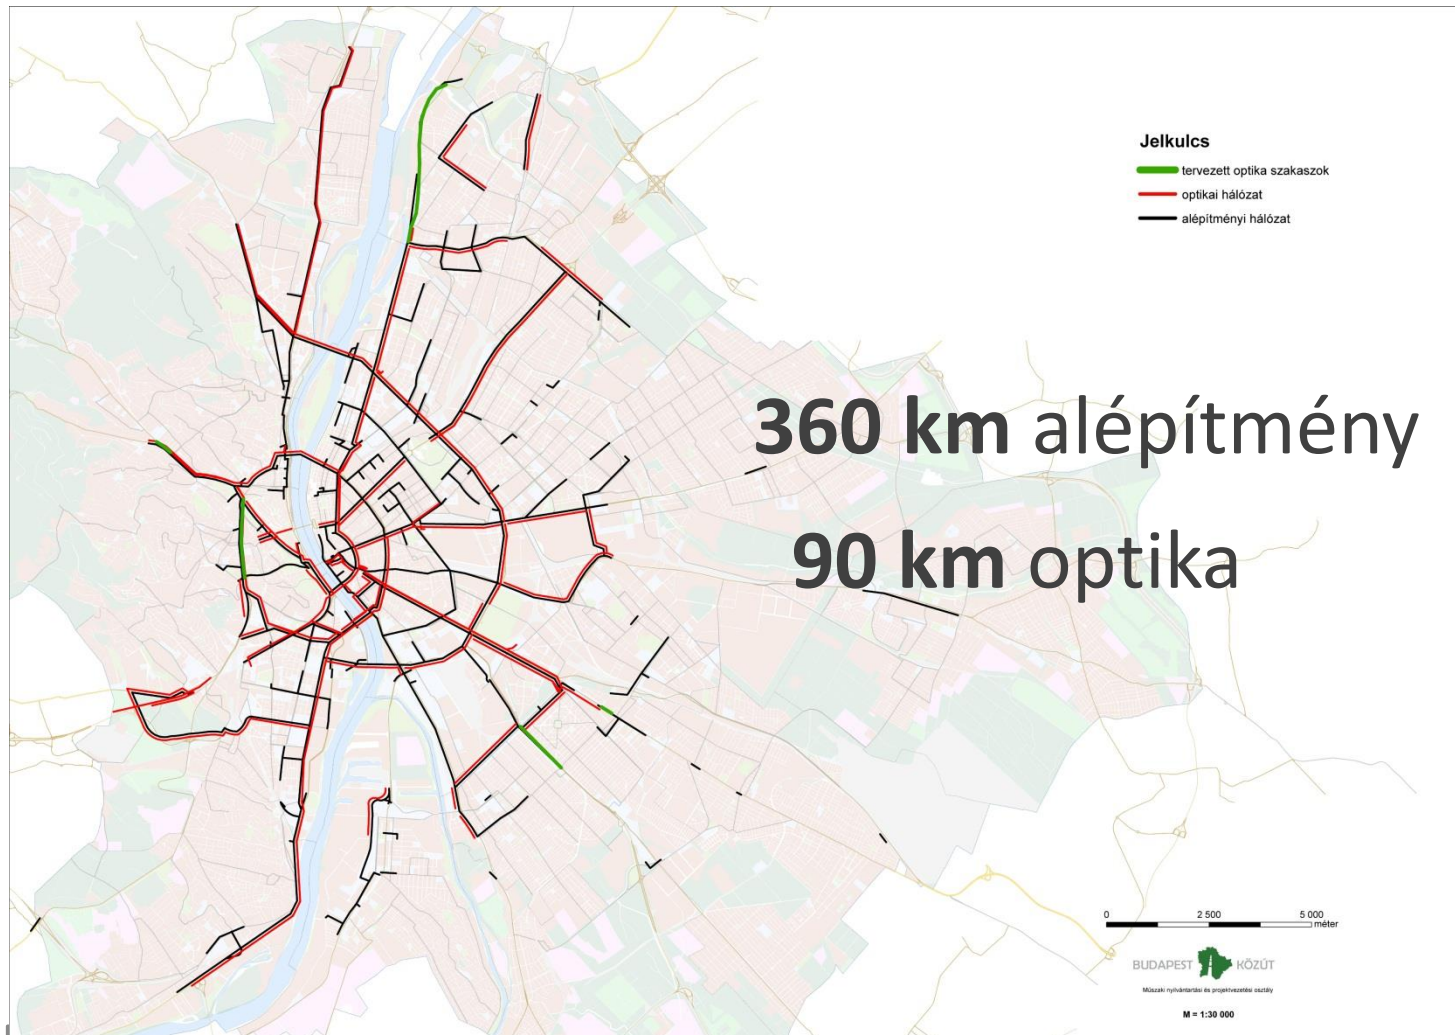 Jelkulcs
tervezett optika szakaszok
optikai hálózat
alépítményi hálózat
360 km alépítmény
90 km optika
0 2 500 5 000
méter
BUDAPEST KÖZÚT
Műszaki nyilvántartási és projektvezetési osztály
M = 1:30 000